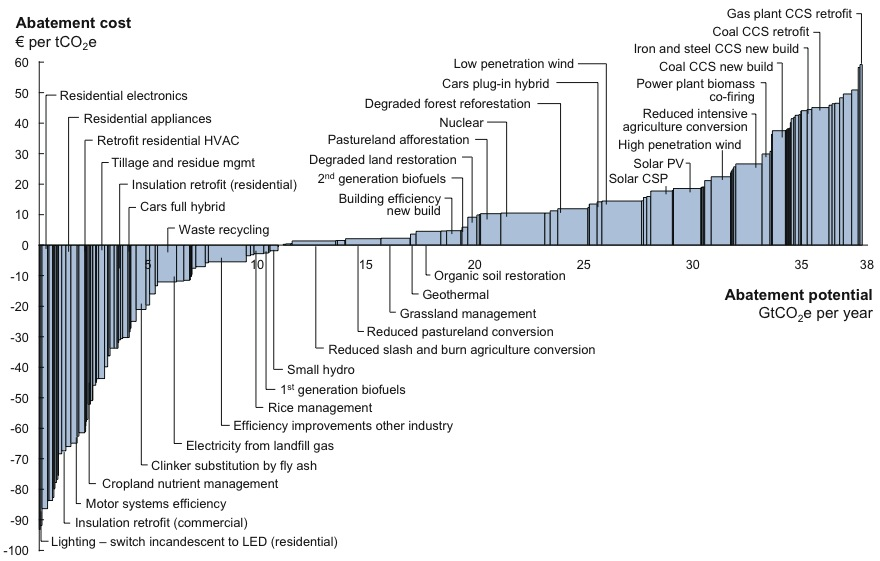 Abatement cost
€ per tCO₂e
Gas plant CCS retrofit
Coal CCS retrofit
Iron and steel CCS new build
Low penetration wind
Coal CCS new build
Cars plug-in hybrid
Power plant biomass
co-firing
Degraded forest reforestation
Reduced intensive
agriculture conversion
Nuclear
Pastureland afforestation
High penetration wind
Degraded land restoration
Solar PV
2nd generation biofuels
Solar CSP
Building efficiency
new build
60
50
40
30
20
10
0
-10
-20
-30
-40
-50
-60
-70
-80
-90
-100
Residential electronics
Residential appliances
Retrofit residential HVAC
Tillage and residue mgmt
Insulation retrofit (residential)
Cars full hybrid
Waste recycling
5
10
15
20
25
30
35
38
Abatement potential
GtCO₂e per year
Organic soil restoration
Geothermal
Grassland management
Reduced pastureland conversion
Reduced slash and burn agriculture conversion
Small hydro
1st generation biofuels
Rice management
Efficiency improvements other industry
Electricity from landfill gas
Clinker substitution by fly ash
Cropland nutrient management
Motor systems efficiency
Insulation retrofit (commercial)
Lighting – switch incandescent to LED (residential)